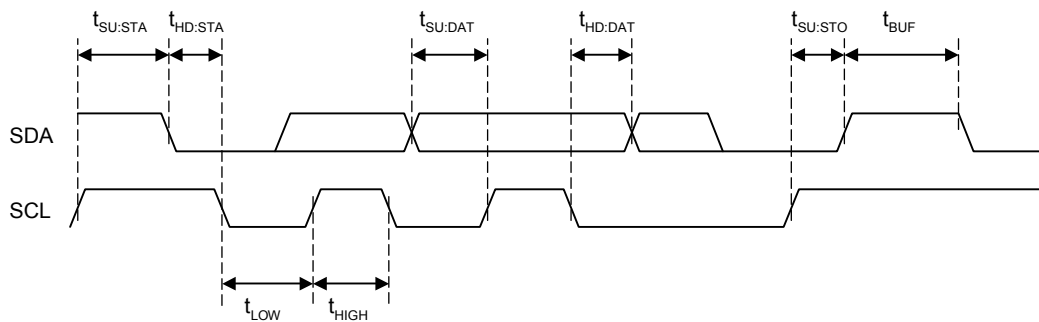 tSU:STA tHD:STA tSU:DAT tHD:DAT tSU:STO tBUF
SDA
SCL
tLOW tHIGH